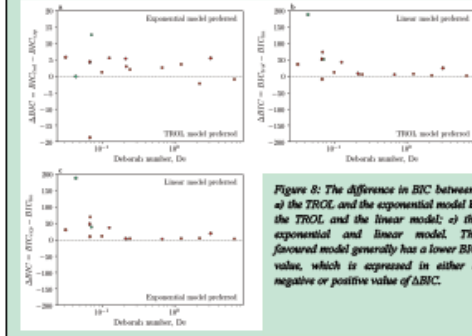 a
Exponential model preferred
TROL model preferred
Deborah number, De
b
Linear model preferred
TROL model preferred
Deborah number, De
c
Linear model preferred
Exponential model preferred
Deborah number, De
Figure 8: The difference in BIC between
a) the TROL and the exponential model
the TROL and the linear model; c) the
exponential and linear model. The
favoured model generally has a lower BIC
value, which is expressed in either
negative or positive value of ΔBIC.